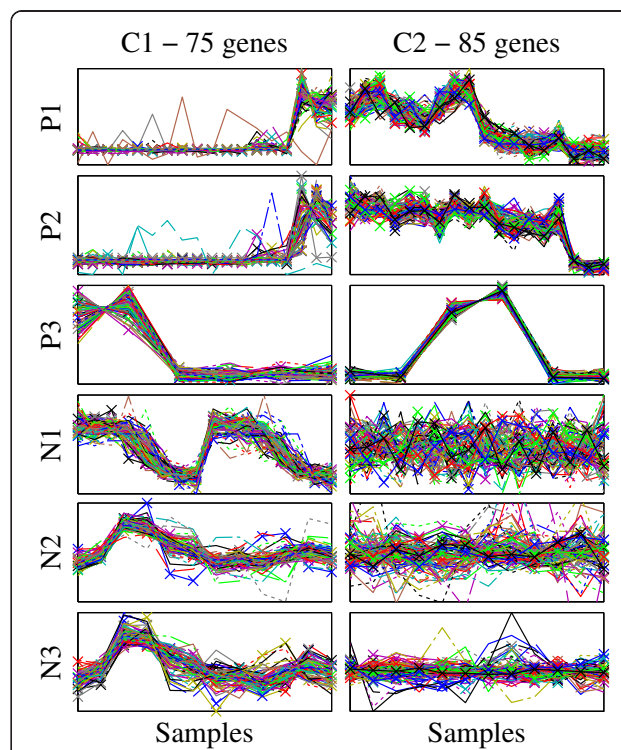 C1 – 75 genes
C2 – 85 genes
P1
P2
P3
N1
N2
N3
Samples
Samples